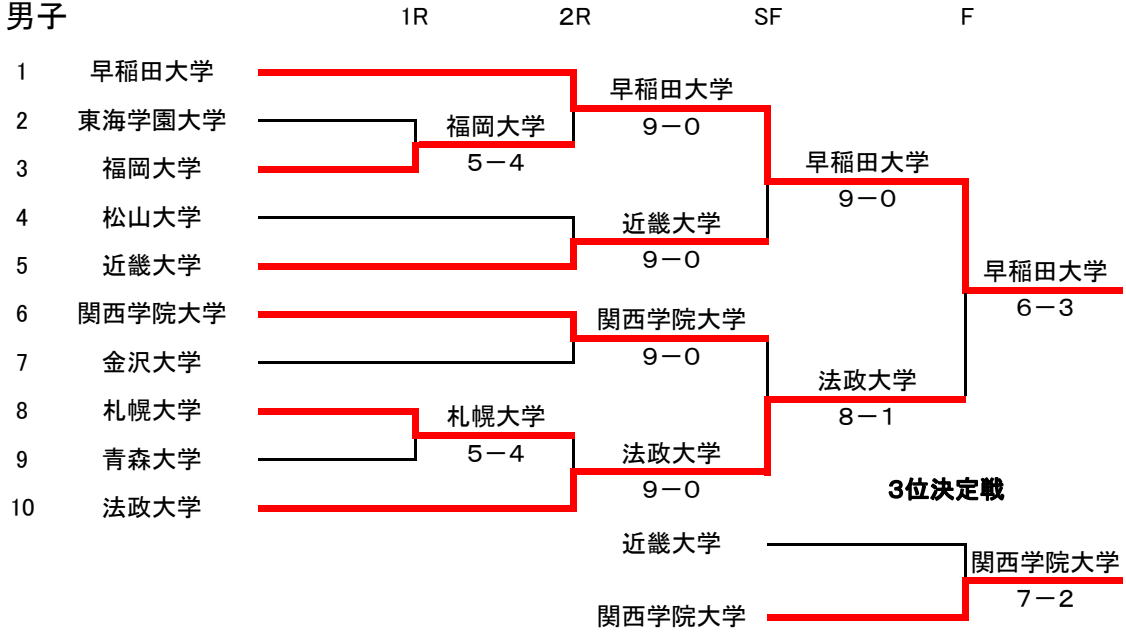 男子 1R 2R SF F
1 早稲田大学
早稲田大学
2 東海学園大学
福岡大学
9－0
3 福岡大学
5－4
早稲田大学
9－0
4 松山大学
近畿大学
5 近畿大学
9－0
早稲田大学
6－3
6 関西学院大学
関西学院大学
7 金沢大学
9－0
法政大学
8－1
8 札幌大学
札幌大学
9 青森大学
5－4
法政大学
9－0
10 法政大学
3位決定戦
近畿大学
関西学院大学
7－2
関西学院大学